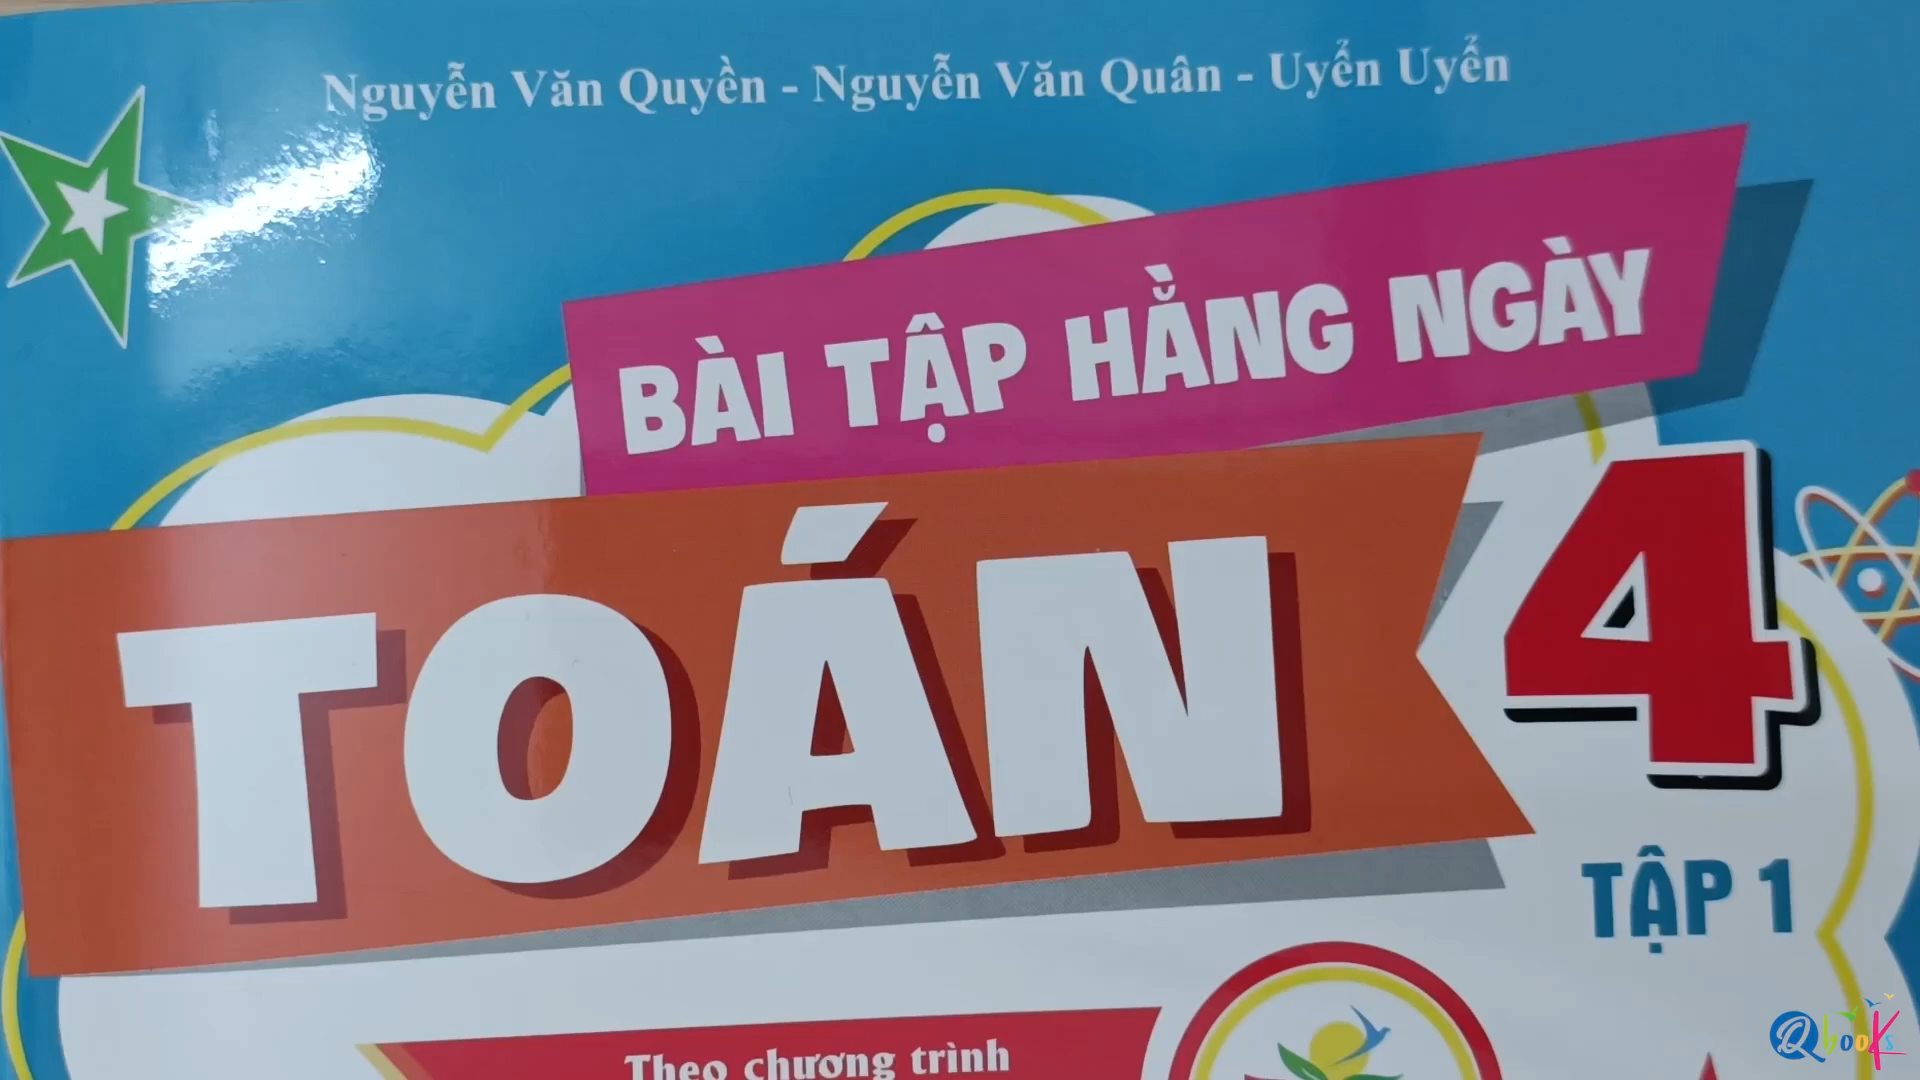 Nguyễn Văn Quyền - Nguyễn Văn Quân - Uyển Uyển
BÀI TẬP HẰNG NGÀY
TOÁN 4
TẬP 1
Theo chương trình
Qbooks